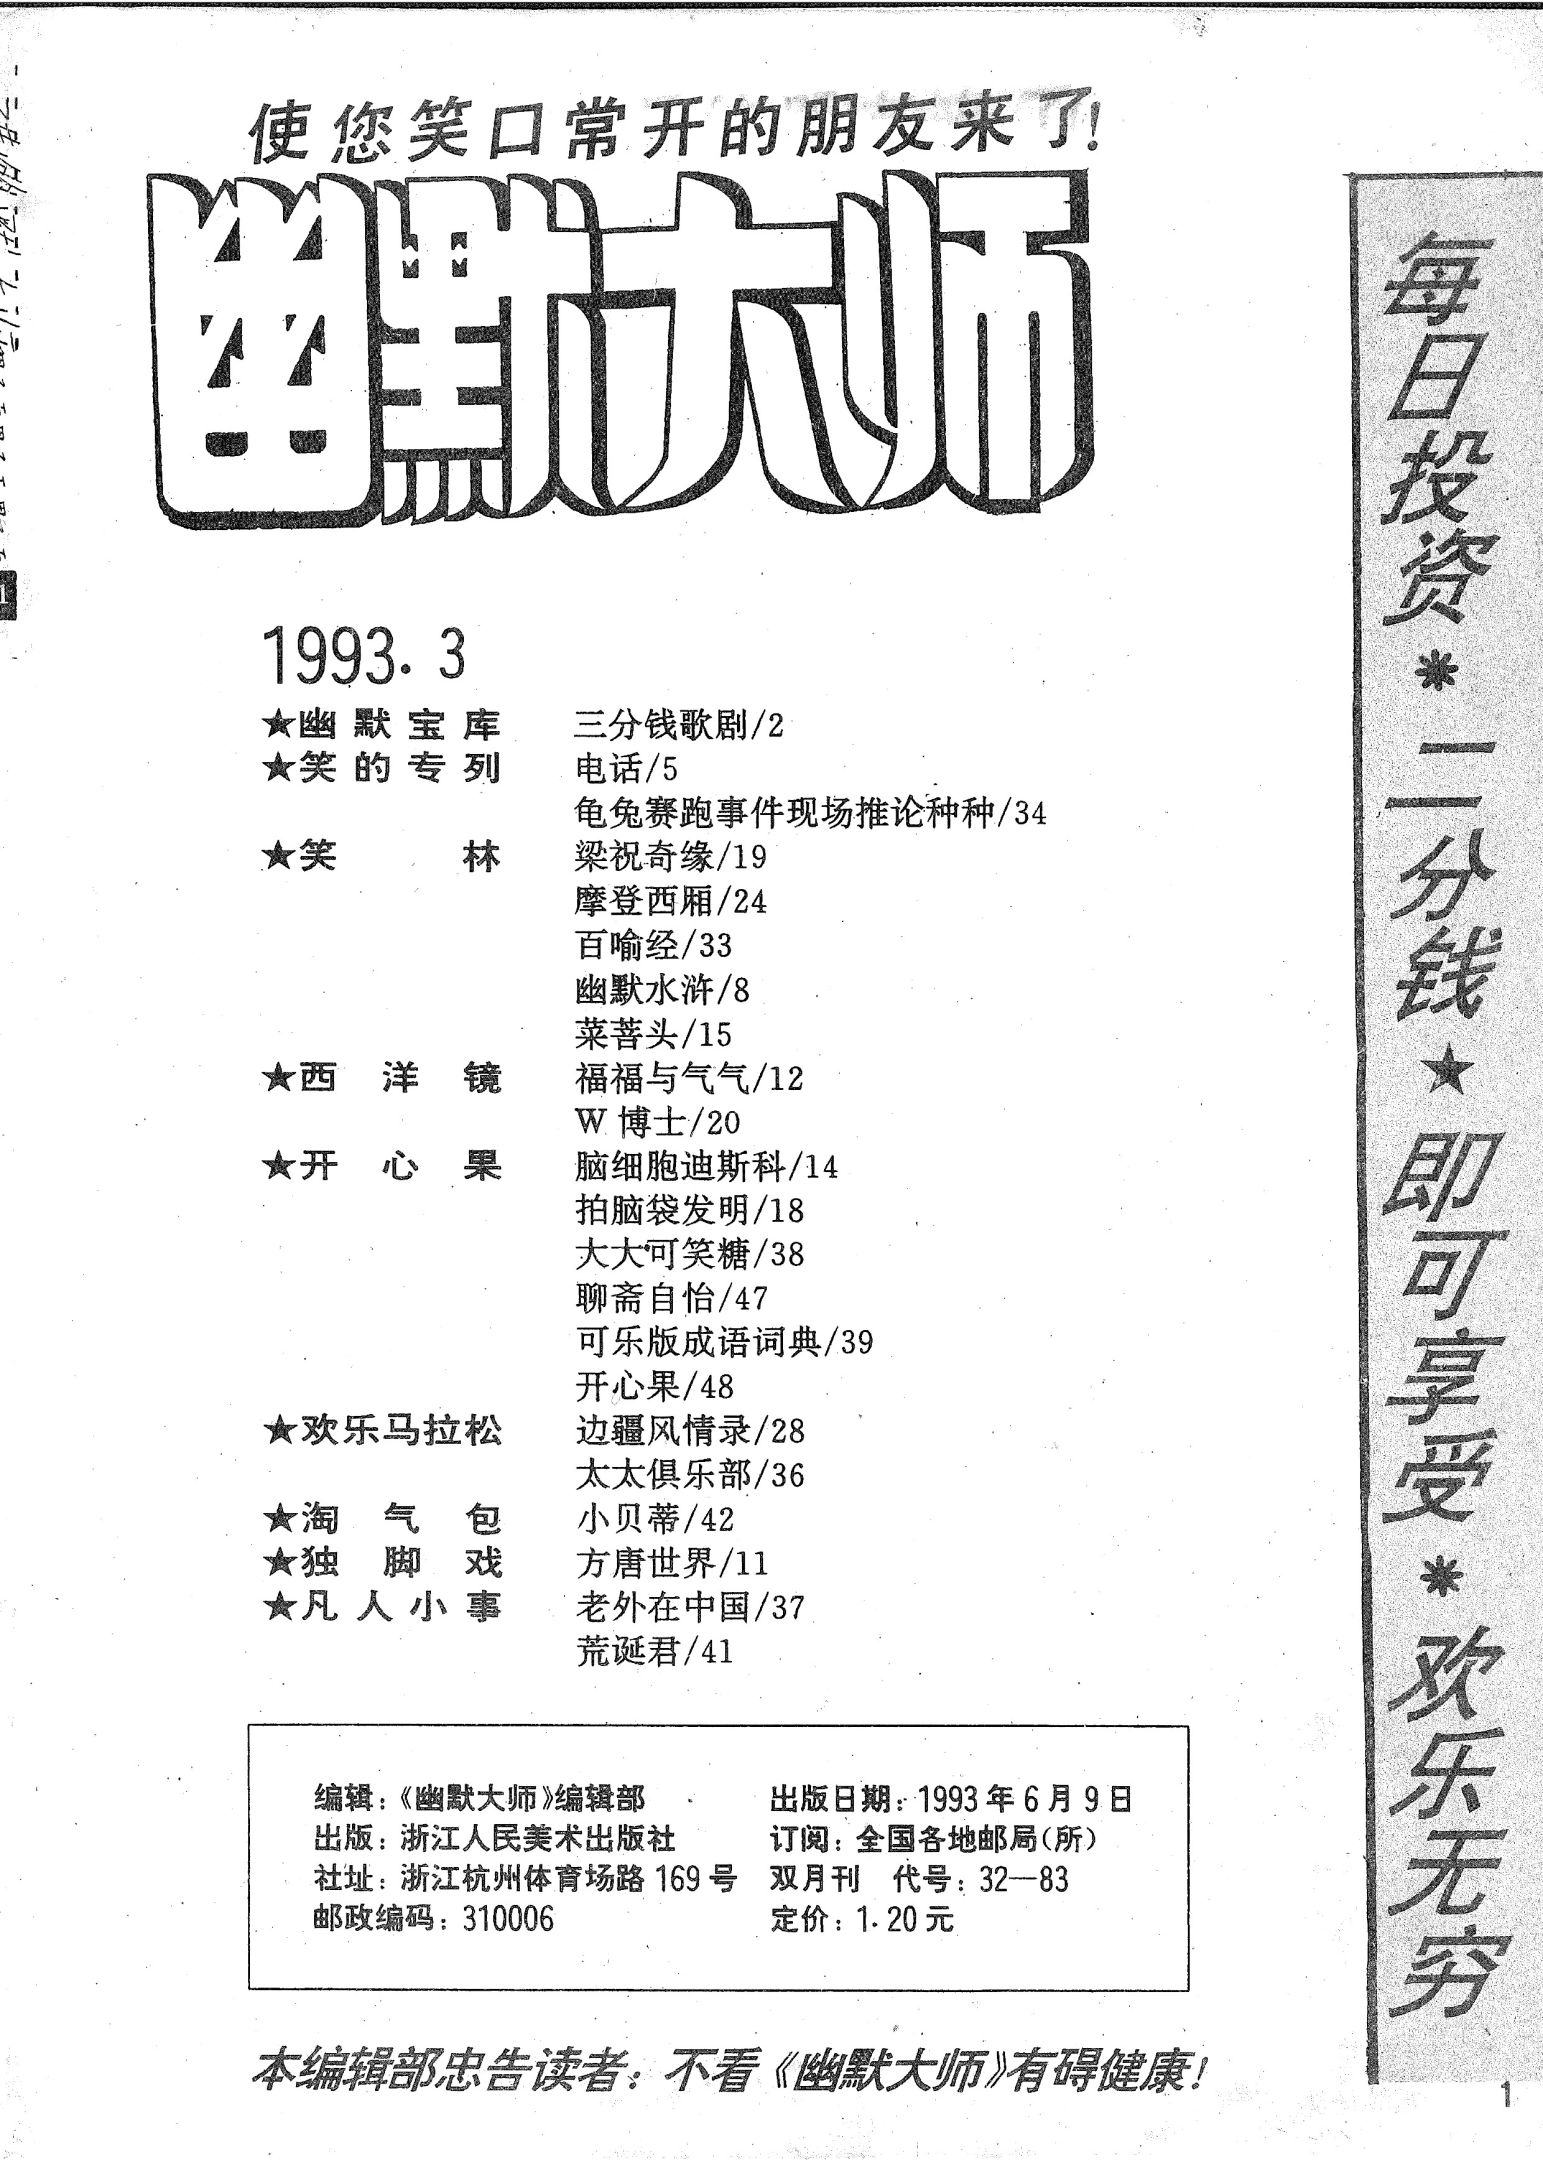 使您笑口常开的朋友来了!
幽默大师
1993.3
★幽默宝库 三分钱歌剧/2
★笑的专列 电话/5
龟兔赛跑事件现场推论种种/34
★笑林 梁祝奇缘/19
摩登西厢/24
百喻经/33
幽默水浒/8
菜菩头/15
★西洋镜 福福与气气/12
W博士/20
★开心果 脑细胞迪斯科/14
拍脑袋发明/18
大大可笑糖/38
聊斋自怡/47
可乐版成语词典/39
开心果/48
★欢乐马拉松 边疆风情录/28
太太俱乐部/36
★淘气包 小贝蒂/42
★独脚戏 方唐世界/11
★凡人小事 老外在中国/37
荒诞君/41
编辑:《幽默大师》编辑部 出版日期:1993年6月9日
出版:浙江人民美术出版社 订阅:全国各地邮局(所)
社址:浙江杭州体育场路169号 双月刊 代号:32—83
邮政编码:310006 定价:1.20元
本编辑部忠告读者:不看《幽默大师》有碍健康!
每日投资*二分钱★即可享受*欢乐无穷
1